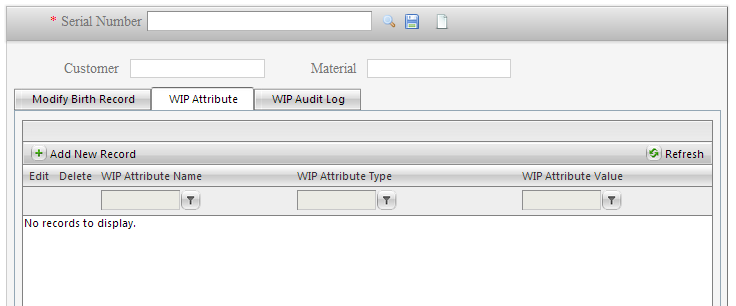 * Serial Number
Customer Material
Modify Birth Record WIP Attribute WIP Audit Log
Add New Record Refresh
Edit Delete WIP Attribute Name WIP Attribute Type WIP Attribute Value
No records to display.